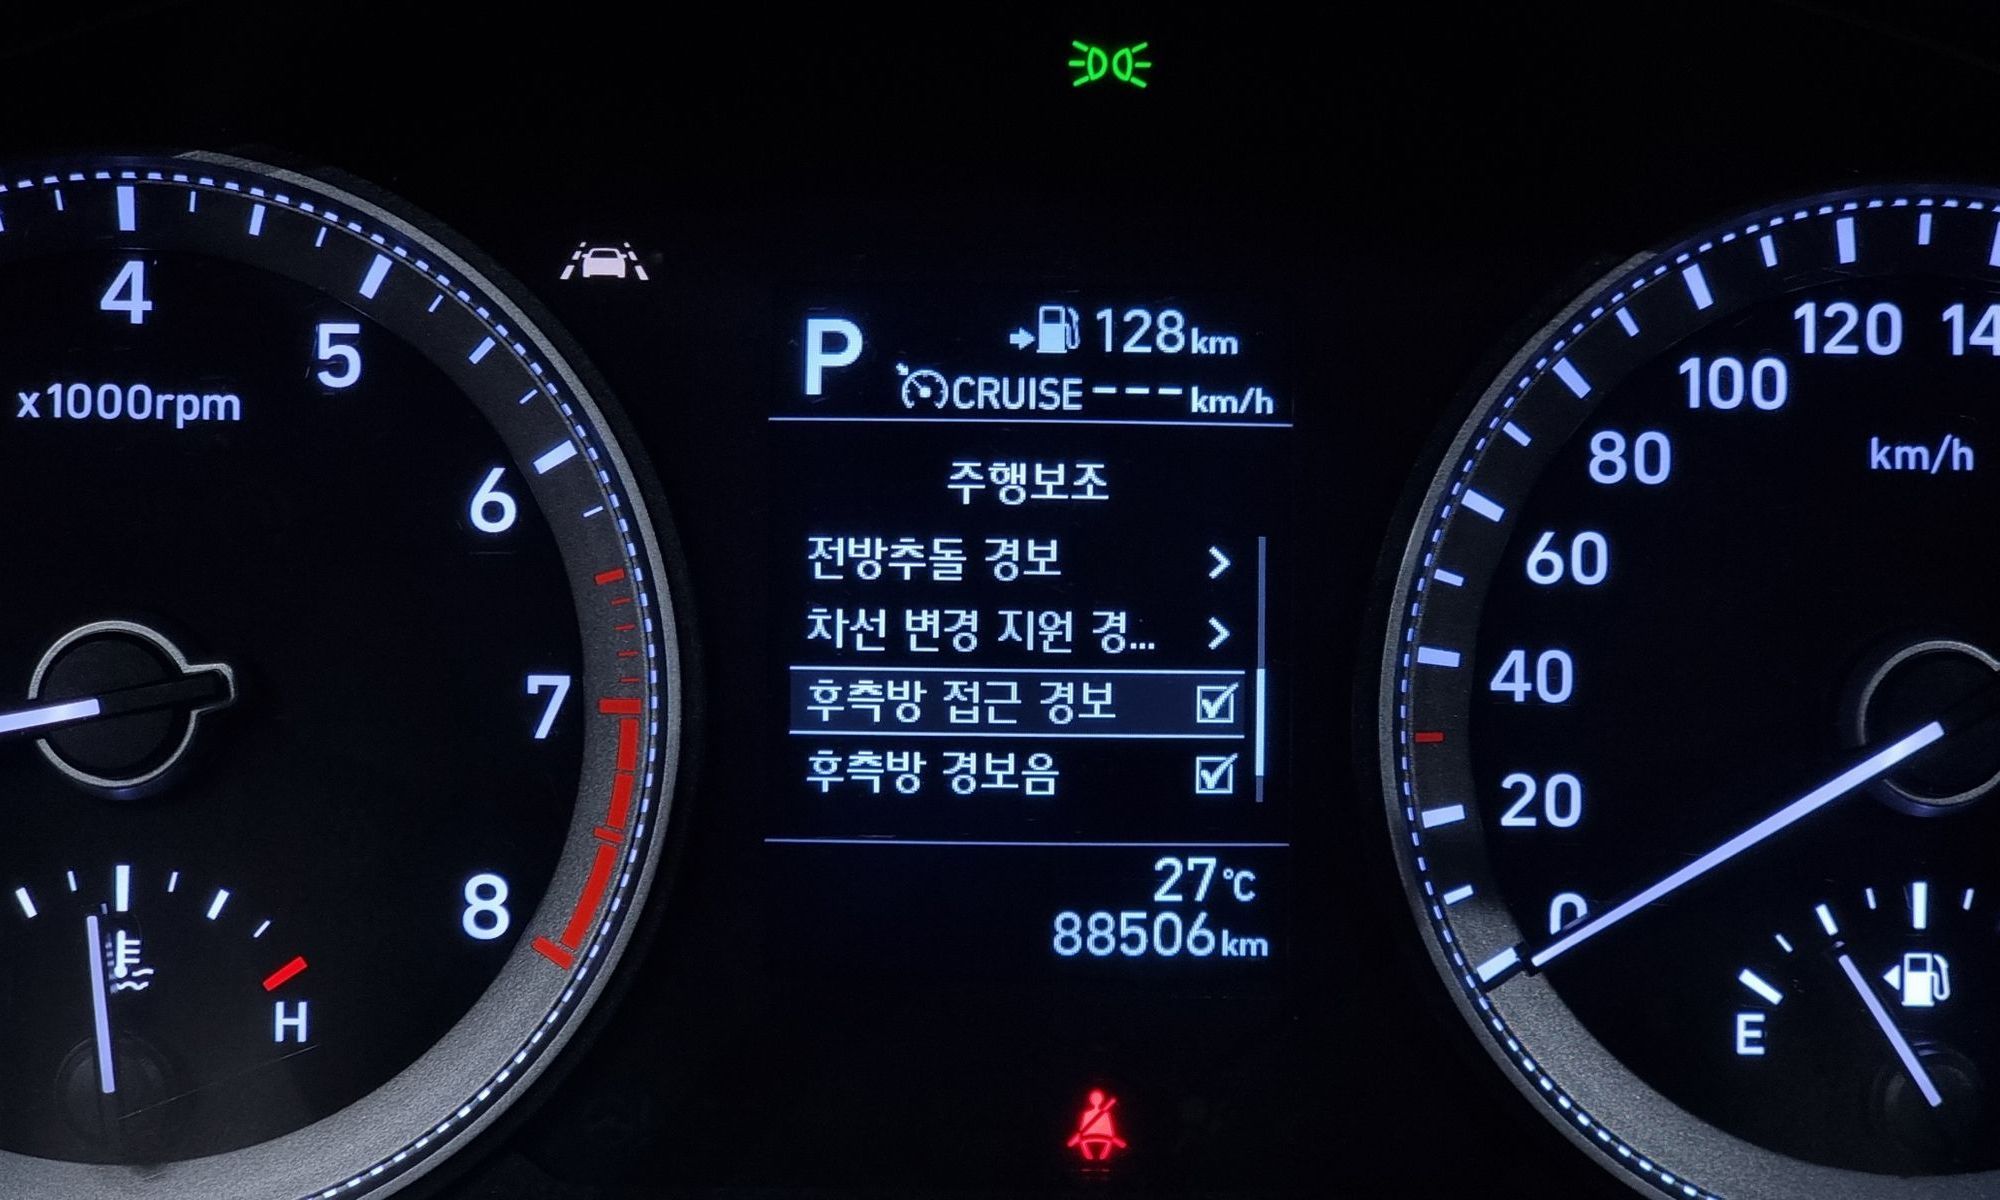 4
5
x1000rpm
6
7
8
H
P
128km
CRUISE---km/h
주행보조
전방추돌 경보
차선 변경 지원 경...
후측방 접근 경보
후측방 경보음
27℃
88506km
120
100
80
km/h
60
40
20
0
E